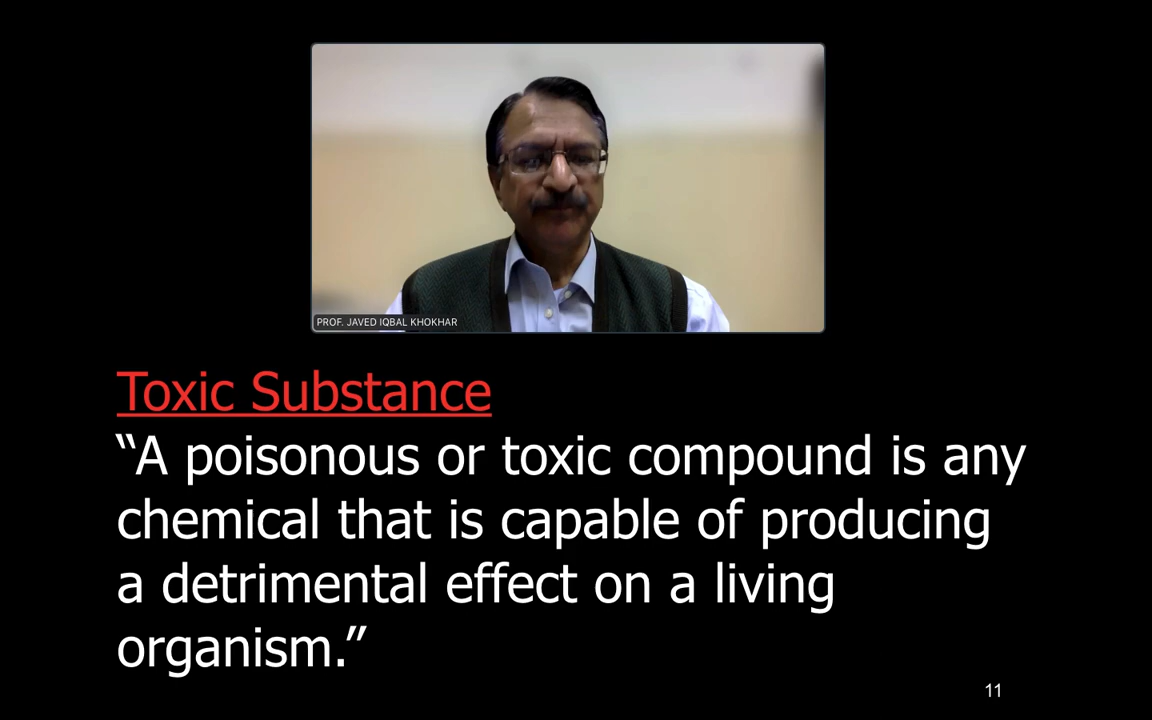 PROF. JAVED IQBAL KHOKHAR
Toxic Substance
“A poisonous or toxic compound is any
chemical that is capable of producing
a detrimental effect on a living
organism.”
11